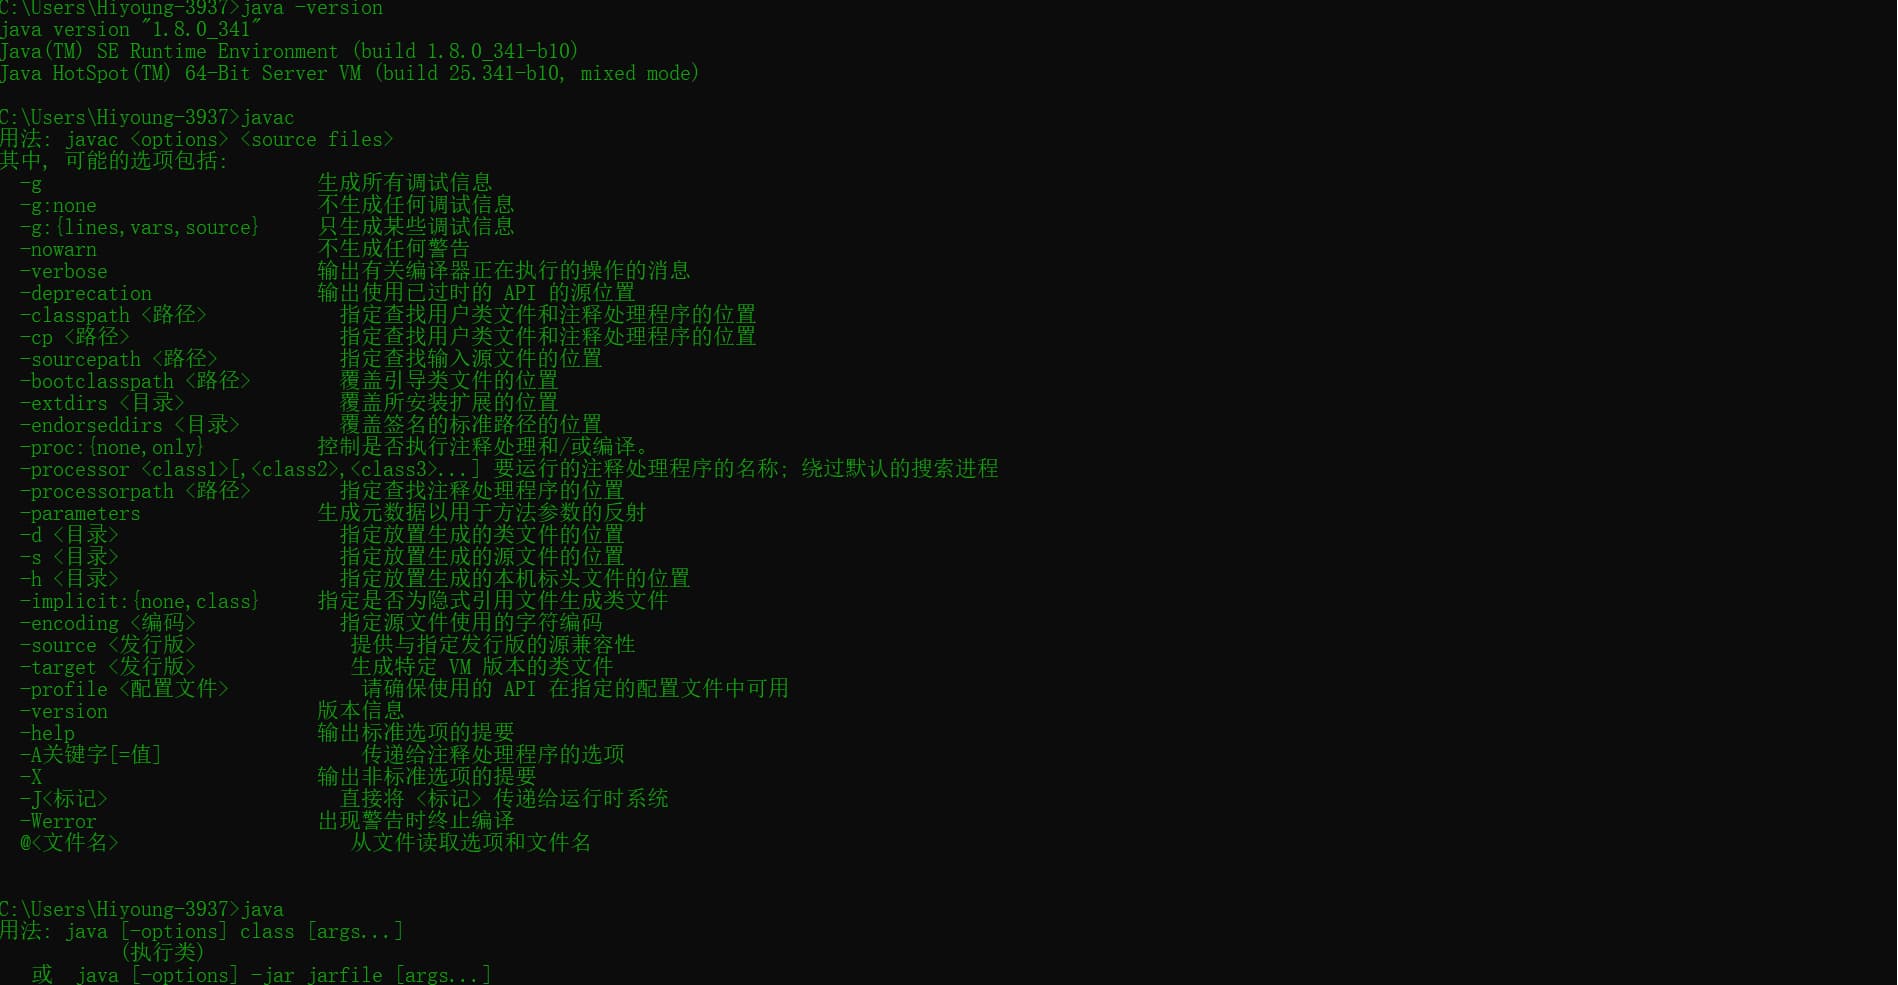 C:\Users\Hiyoung-3937>java -version
java version "1.8.0_341"
Java(TM) SE Runtime Environment (build 1.8.0_341-b10)
Java HotSpot(TM) 64-Bit Server VM (build 25.341-b10, mixed mode)
C:\Users\Hiyoung-3937>javac
用法: javac <options> <source files>
其中, 可能的选项包括:
-g 生成所有调试信息
-g:none 不生成任何调试信息
-g:{lines,vars,source} 只生成某些调试信息
-nowarn 不生成任何警告
-verbose 输出有关编译器正在执行的操作的消息
-deprecation 输出使用已过时的 API 的源位置
-classpath <路径> 指定查找用户类文件和注释处理程序的位置
-cp <路径> 指定查找用户类文件和注释处理程序的位置
-sourcepath <路径> 指定查找输入源文件的位置
-bootclasspath <路径> 覆盖引导类文件的位置
-extdirs <目录> 覆盖所安装扩展的位置
-endorseddirs <目录> 覆盖签名的标准路径的位置
-proc:{none,only} 控制是否执行注释处理和/或编译。
-processor <class1>[,<class2>,<class3>...] 要运行的注释处理程序的名称; 绕过默认的搜索进程
-processorpath <路径> 指定查找注释处理程序的位置
-parameters 生成元数据以用于方法参数的反射
-d <目录> 指定放置生成的类文件的位置
-s <目录> 指定放置生成的源文件的位置
-h <目录> 指定放置生成的本机标头文件的位置
-implicit:{none,class} 指定是否为隐式引用文件生成类文件
-encoding <编码> 指定源文件使用的字符编码
-source <发行版> 提供与指定发行版的源兼容性
-target <发行版> 生成特定 VM 版本的类文件
-profile <配置文件> 请确保使用的 API 在指定的配置文件中可用
-version 版本信息
-help 输出标准选项的提要
-A关键字[=值] 传递给注释处理程序的选项
-X 输出非标准选项的提要
-J<标记> 直接将 <标记> 传递给运行时系统
-Werror 出现警告时终止编译
@<文件名> 从文件读取选项和文件名
C:\Users\Hiyoung-3937>java
用法: java [-options] class [args...]
(执行类)
或 java [-options] -jar jarfile [args...]